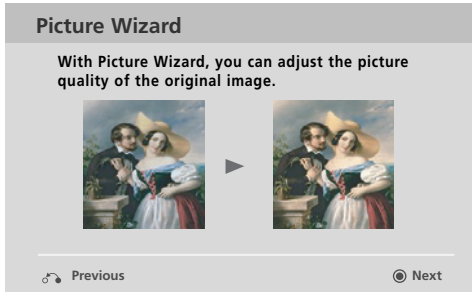 Picture Wizard
With Picture Wizard, you can adjust the picture
quality of the original image.
Previous
Next